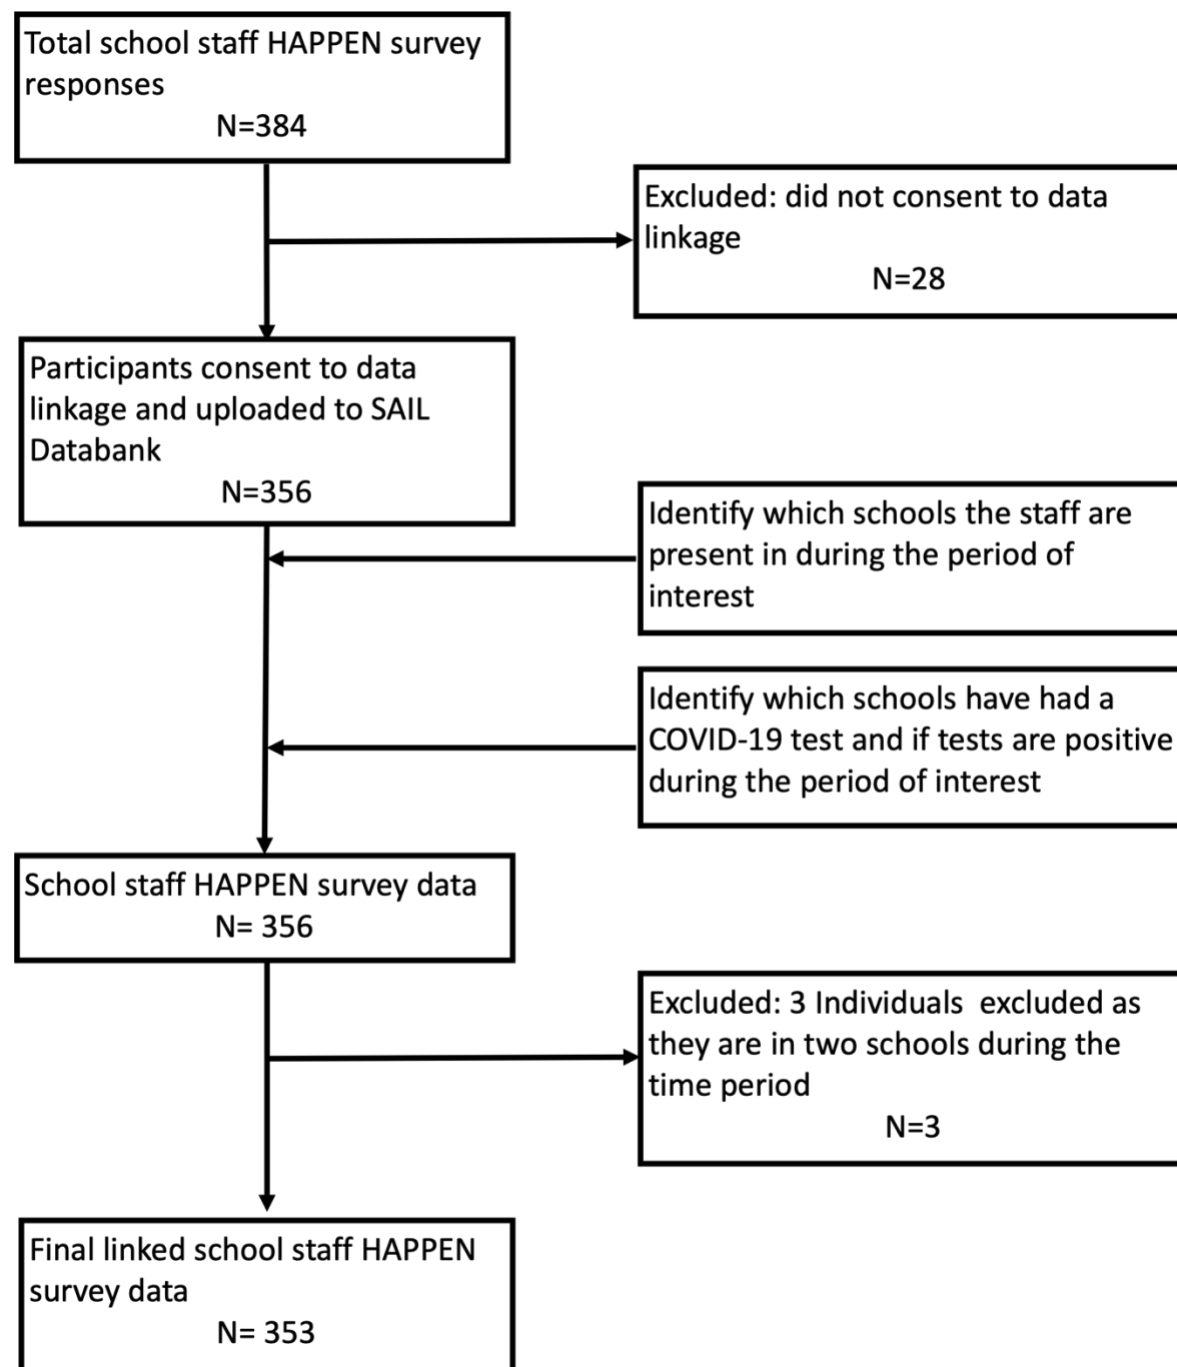 Total school staff HAPPEN survey
responses
N=384
Excluded: did not consent to data
linkage
N=28
Participants consent to data
linkage and uploaded to SAIL
Databank
N=356
Identify which schools the staff are
present in during the period of
interest
Identify which schools have had a
COVID-19 test and if tests are positive
during the period of interest
School staff HAPPEN survey data
N= 356
Excluded: 3 Individuals  excluded as
they are in two schools during the
time period
N=3
Final linked school staff HAPPEN
survey data
N= 353